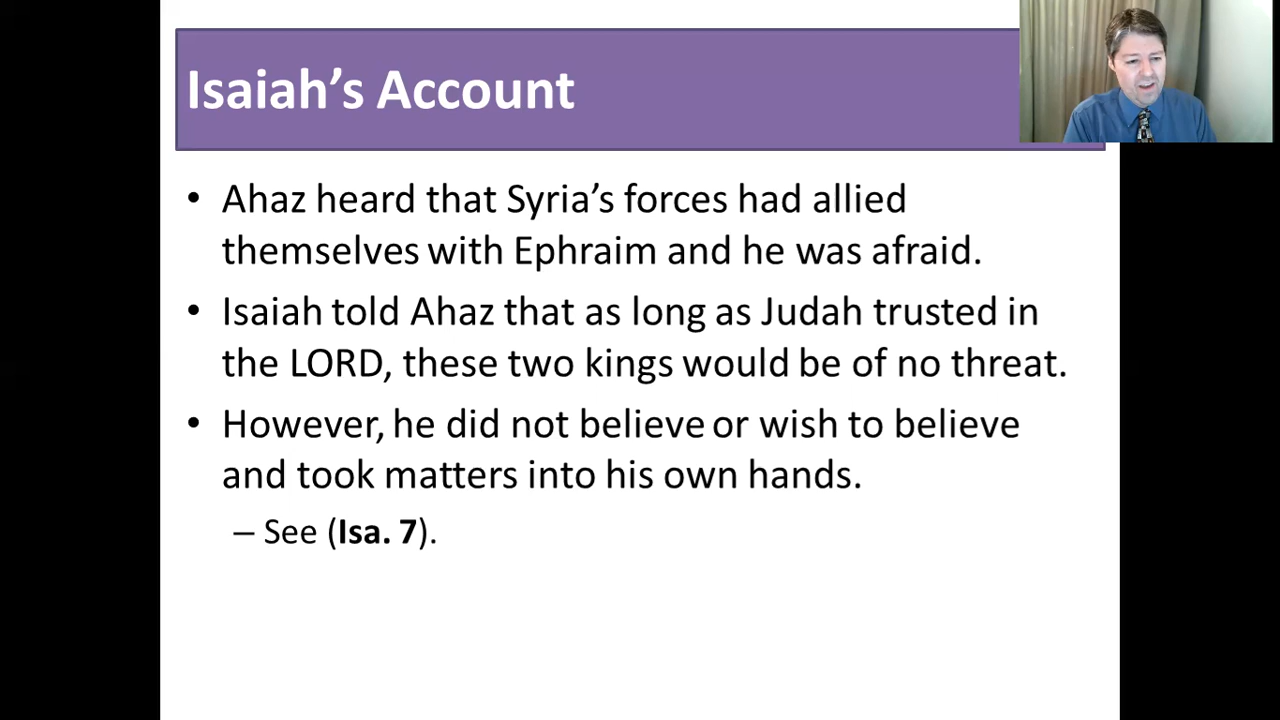 Isaiah’s Account
• Ahaz heard that Syria’s forces had allied
themselves with Ephraim and he was afraid.
• Isaiah told Ahaz that as long as Judah trusted in
the LORD, these two kings would be of no threat.
• However, he did not believe or wish to believe
and took matters into his own hands.
– See (Isa. 7).